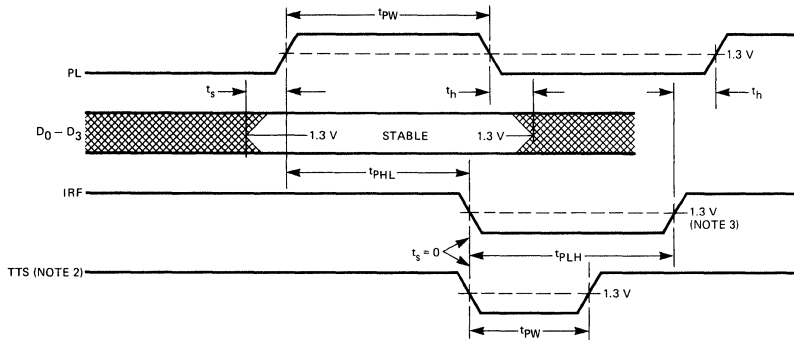 tPW
PL
1.3 V
ts
th
th
D0 – D3
1.3 V
STABLE
1.3 V
tPHL
IRF
1.3 V
(NOTE 3)
ts = 0
tPLH
TTS (NOTE 2)
1.3 V
tPW